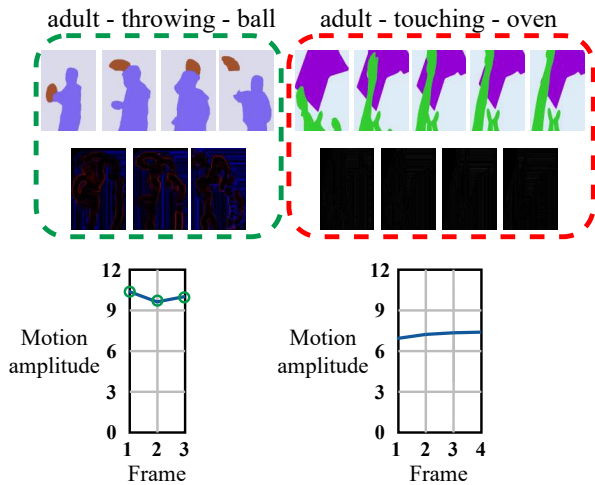 adult - throwing - ball
adult - touching - oven
12
9
6
3
0
Motion
amplitude
1 2 3
Frame
12
9
6
3
0
Motion
amplitude
1 2 3 4
Frame